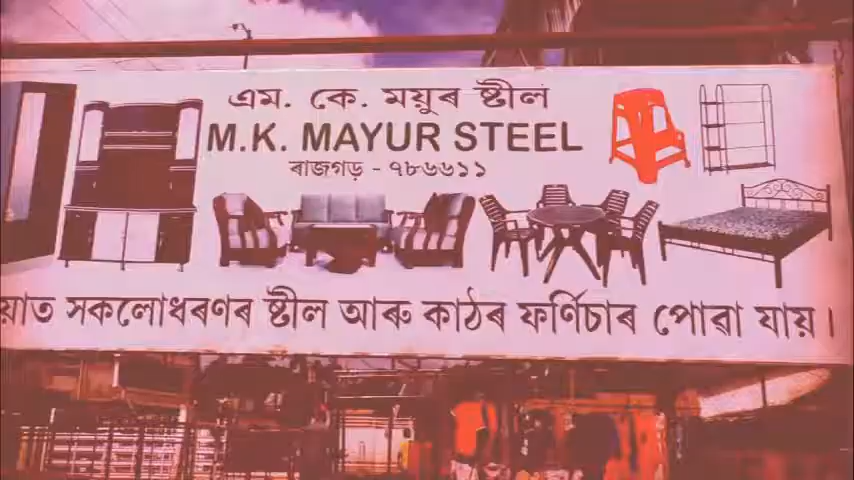 এম. কে. ময়ুৰ ষ্টীল
M.K. MAYUR STEEL
ৰাজগড় - ৭৮৬৬১১
য়াত সকলোধৰণৰ ষ্টীল আৰু কাঠৰ ফৰ্ণিচাৰ পোৱা যায়।